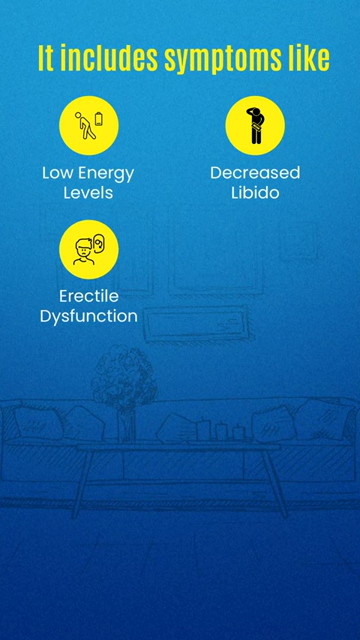 It includes symptoms like
Low Energy
Levels
Decreased
Libido
Erectile
Dysfunction